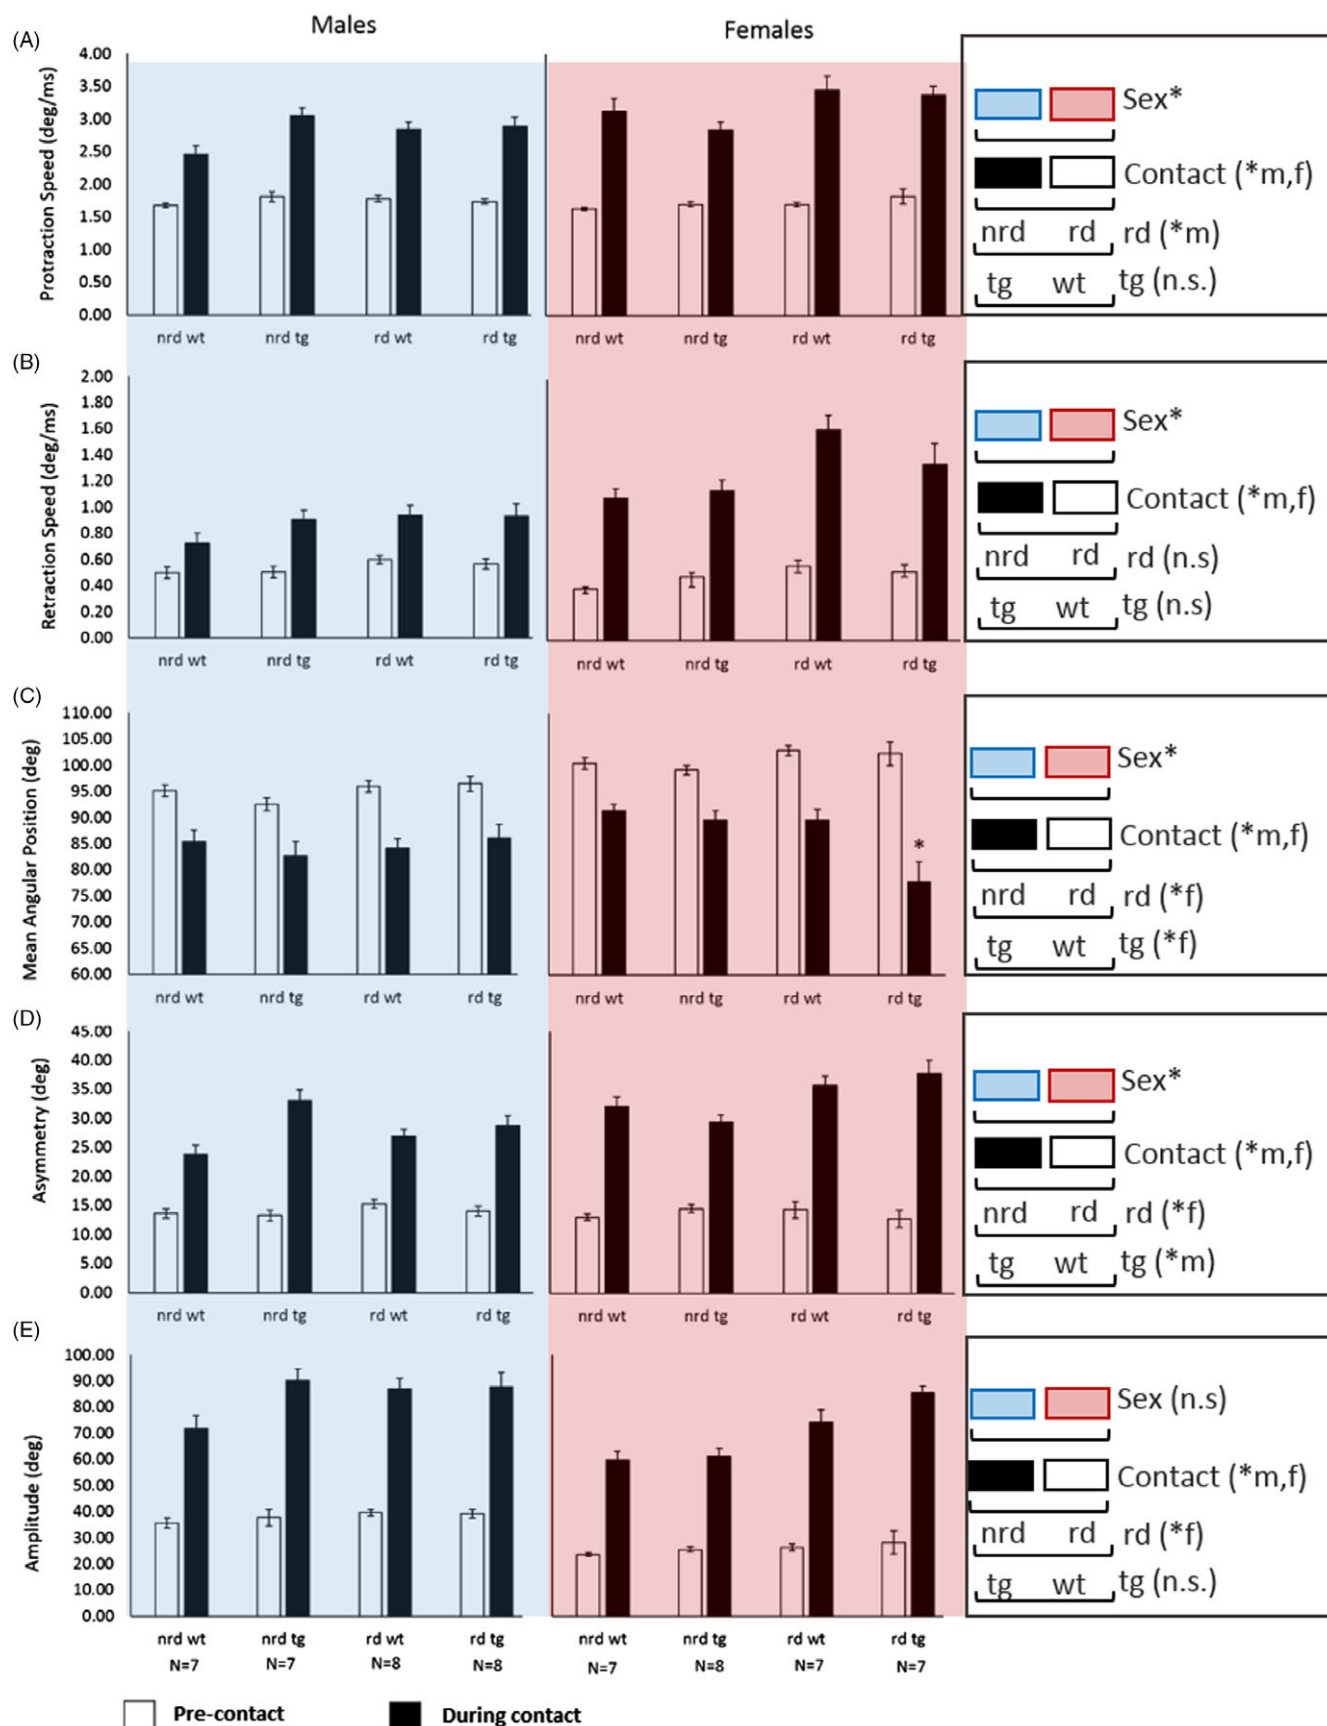 Males
Females
(A)
Protraction Speed (deg/ms)
4.00
3.50
3.00
2.50
2.00
1.50
1.00
0.50
0.00
nrd wt nrd tg rd wt rd tg
nrd wt nrd tg rd wt rd tg
Sex*
Contact (*m,f)
nrd rd rd (*m)
tg wt tg (n.s.)
(B)
Retraction Speed (deg/ms)
2.00
1.80
1.60
1.40
1.20
1.00
0.80
0.60
0.40
0.20
0.00
nrd wt nrd tg rd wt rd tg
nrd wt nrd tg rd wt rd tg
Sex*
Contact (*m,f)
nrd rd rd (n.s)
tg wt tg (n.s)
(C)
Mean Angular Position (deg)
110.00
105.00
100.00
95.00
90.00
85.00
80.00
75.00
70.00
65.00
60.00
*
nrd wt nrd tg rd wt rd tg
nrd wt nrd tg rd wt rd tg
Sex*
Contact (*m,f)
nrd rd rd (*f)
tg wt tg (*f)
(D)
Asymmetry (deg)
45.00
40.00
35.00
30.00
25.00
20.00
15.00
10.00
5.00
0.00
nrd wt nrd tg rd wt rd tg
nrd wt nrd tg rd wt rd tg
Sex*
Contact (*m,f)
nrd rd rd (*f)
tg wt tg (*m)
(E)
Amplitude (deg)
100.00
90.00
80.00
70.00
60.00
50.00
40.00
30.00
20.00
10.00
0.00
nrd wt nrd tg rd wt rd tg
N=7 N=7 N=8 N=8
nrd wt nrd tg rd wt rd tg
N=7 N=8 N=7 N=7
Sex (n.s)
Contact (*m,f)
nrd rd rd (*f)
tg wt tg (n.s.)
Pre-contact During contact